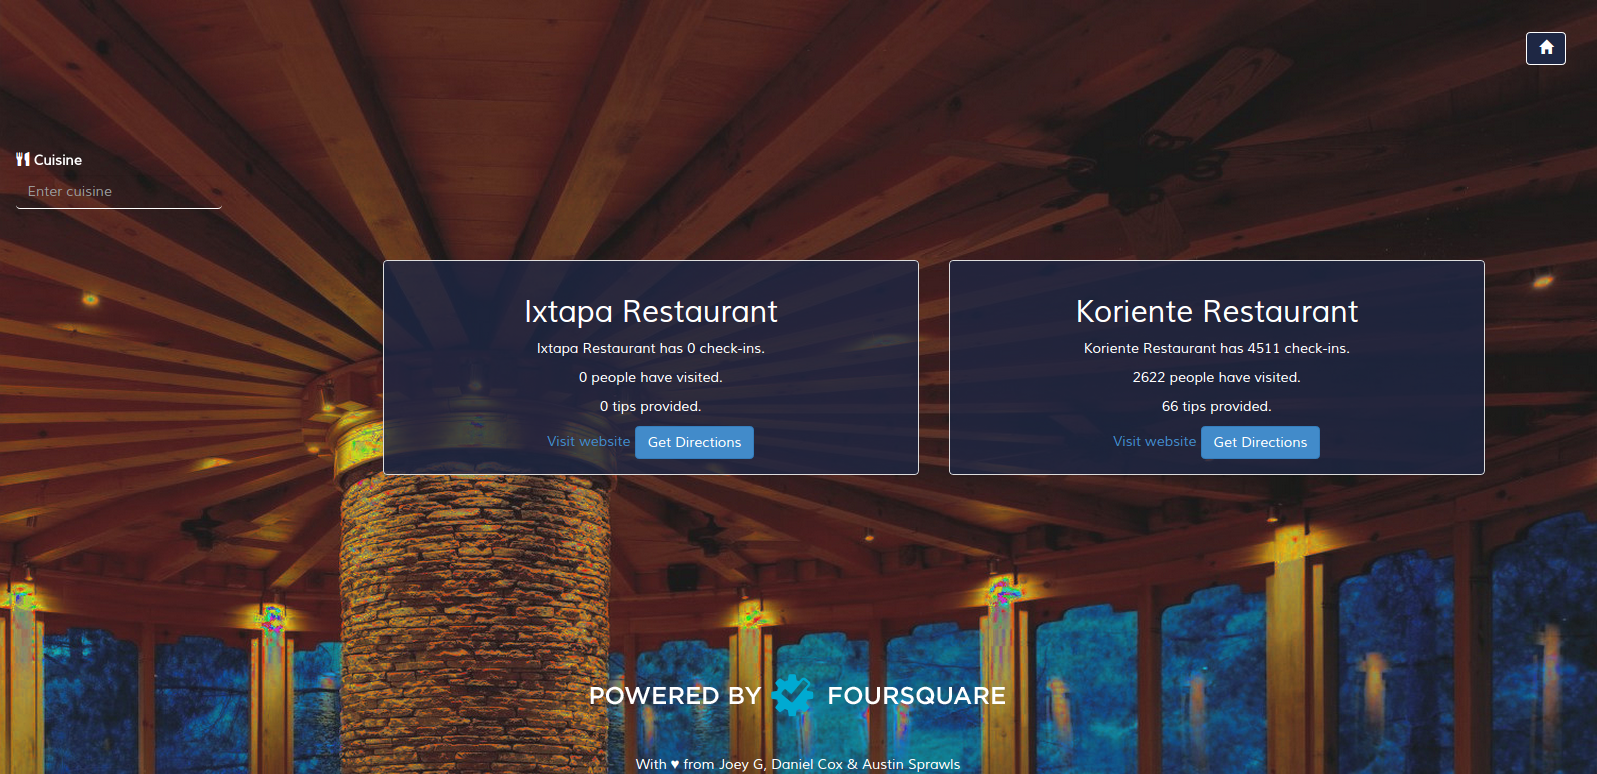 Cuisine
Enter cuisine
Ixtapa Restaurant
Ixtapa Restaurant has 0 check-ins.
0 people have visited.
0 tips provided.
Visit website Get Directions
Koriente Restaurant
Koriente Restaurant has 4511 check-ins.
2622 people have visited.
66 tips provided.
Visit website Get Directions
POWERED BY FOURSQUARE
With ♥ from Joey G, Daniel Cox & Austin Sprawls